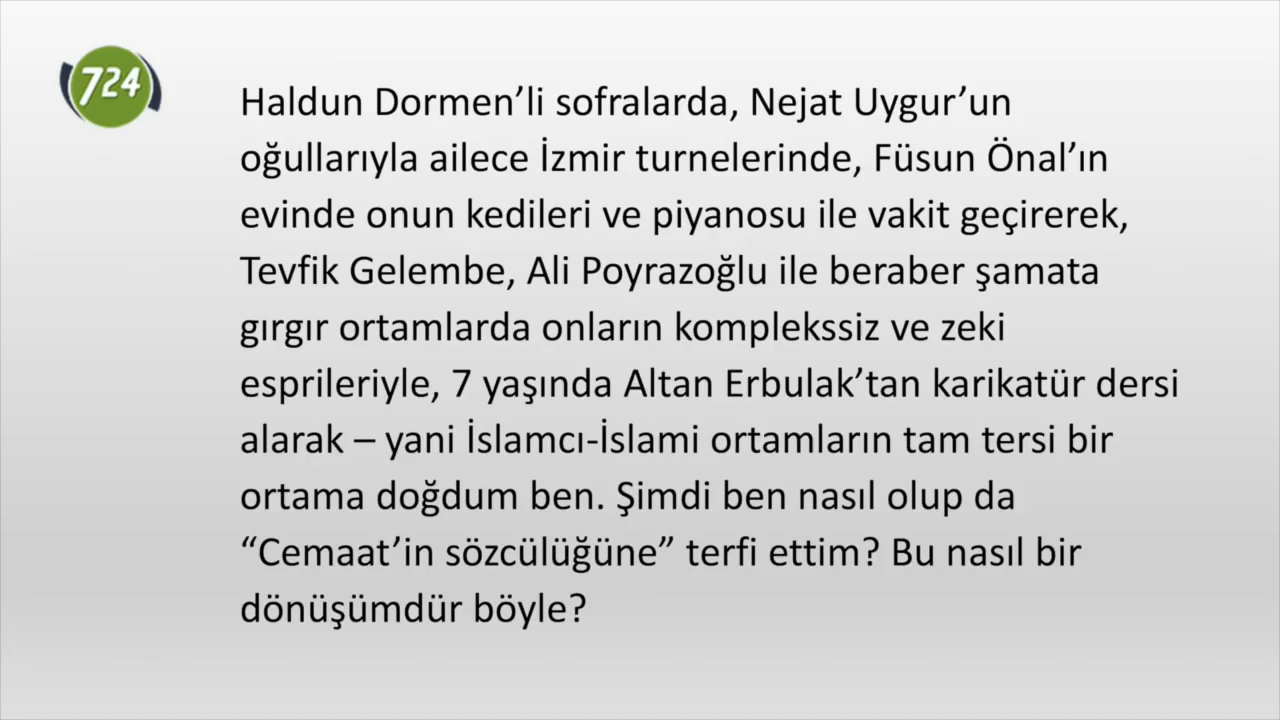 724
Haldun Dormen’li sofralarda, Nejat Uygur’un
oğullarıyla ailece İzmir turnelerinde, Füsun Önal’ın
evinde onun kedileri ve piyanosu ile vakit geçirerek,
Tevfik Gelembe, Ali Poyrazoğlu ile beraber şamata
gırgır ortamlarda onların komplekssiz ve zeki
esprileriyle, 7 yaşında Altan Erbulak’tan karikatür dersi
alarak – yani İslamcı-İslami ortamların tam tersi bir
ortama doğdum ben. Şimdi ben nasıl olup da
“Cemaat’in sözcülüğüne” terfi ettim? Bu nasıl bir
dönüşümdür böyle?